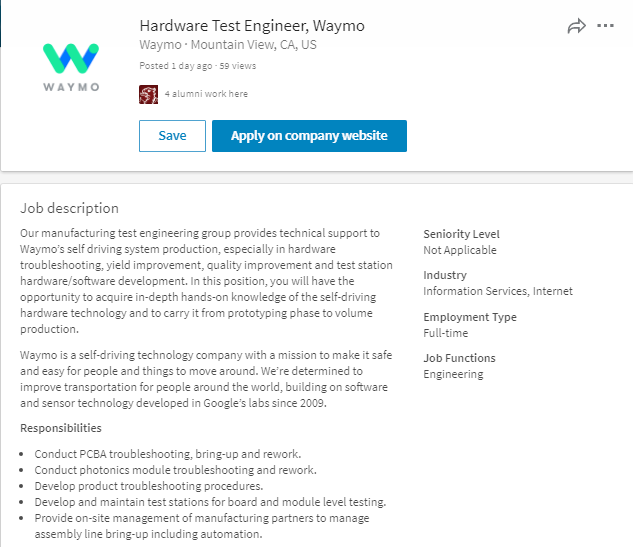 Hardware Test Engineer, Waymo
Waymo · Mountain View, CA, US
Posted 1 day ago · 59 views
WAYMO
4 alumni work here
Save
Apply on company website
Job description
Our manufacturing test engineering group provides technical support to
Waymo's self driving system production, especially in hardware
troubleshooting, yield improvement, quality improvement and test station
hardware/software development. In this position, you will have the
opportunity to acquire in-depth hands-on knowledge of the self-driving
hardware technology and to carry it from prototyping phase to volume
production.
Waymo is a self-driving technology company with a mission to make it safe
and easy for people and things to move around. We're determined to
improve transportation for people around the world, building on software
and sensor technology developed in Google's labs since 2009.
Responsibilities
• Conduct PCBA troubleshooting, bring-up and rework.
• Conduct photonics module troubleshooting and rework.
• Develop product troubleshooting procedures.
• Develop and maintain test stations for board and module level testing.
• Provide on-site management of manufacturing partners to manage
assembly line bring-up including automation.
Seniority Level
Not Applicable
Industry
Information Services, Internet
Employment Type
Full-time
Job Functions
Engineering